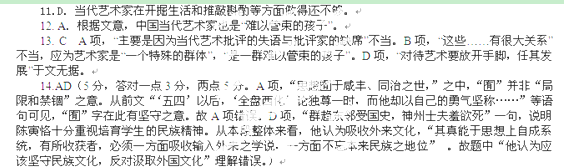 11.D. 当代艺术家在开掘生活和推敲斟酌等方面做得还不够。
12. A. 根据文意，中国当代艺术家也是“难以管束的孩子”。
13. C A项，“主要是因为当代艺术批评的失语与批评家的缺席”不当。B项，“这些……有很大关系”
不当，应为艺术家是“一个特殊的群体”，“是一群难以管束的孩子”。D项，“对待艺术要放开手脚，任其发
展”于文无据。
14.AD（5分，答对一点3分，两点5分。A项，“思想囿于咸丰、同治之世，”之中，“囿”并非“局
限和禁锢”之意。从前文“‘五四’以后，‘全盘西化’论独尊一时，而他却以自己的勇气坚称……”等语
句可见，“囿”字在此有坚守之意。故A项错误。D项，“群趋东邻受国史，神州士夫羞欲死”一句，说明
陈寅恪十分重视培育学生的民族精神。从本段整体来看，他认为吸收外来文化，“其真能于思想上自成系
统，有所收获者，必须一方面吸收输入外来之学说，一方面不忘本来民族之地位” 。故题中“他认为应
该坚守民族文化，反对汲取外国文化”理解错误。）